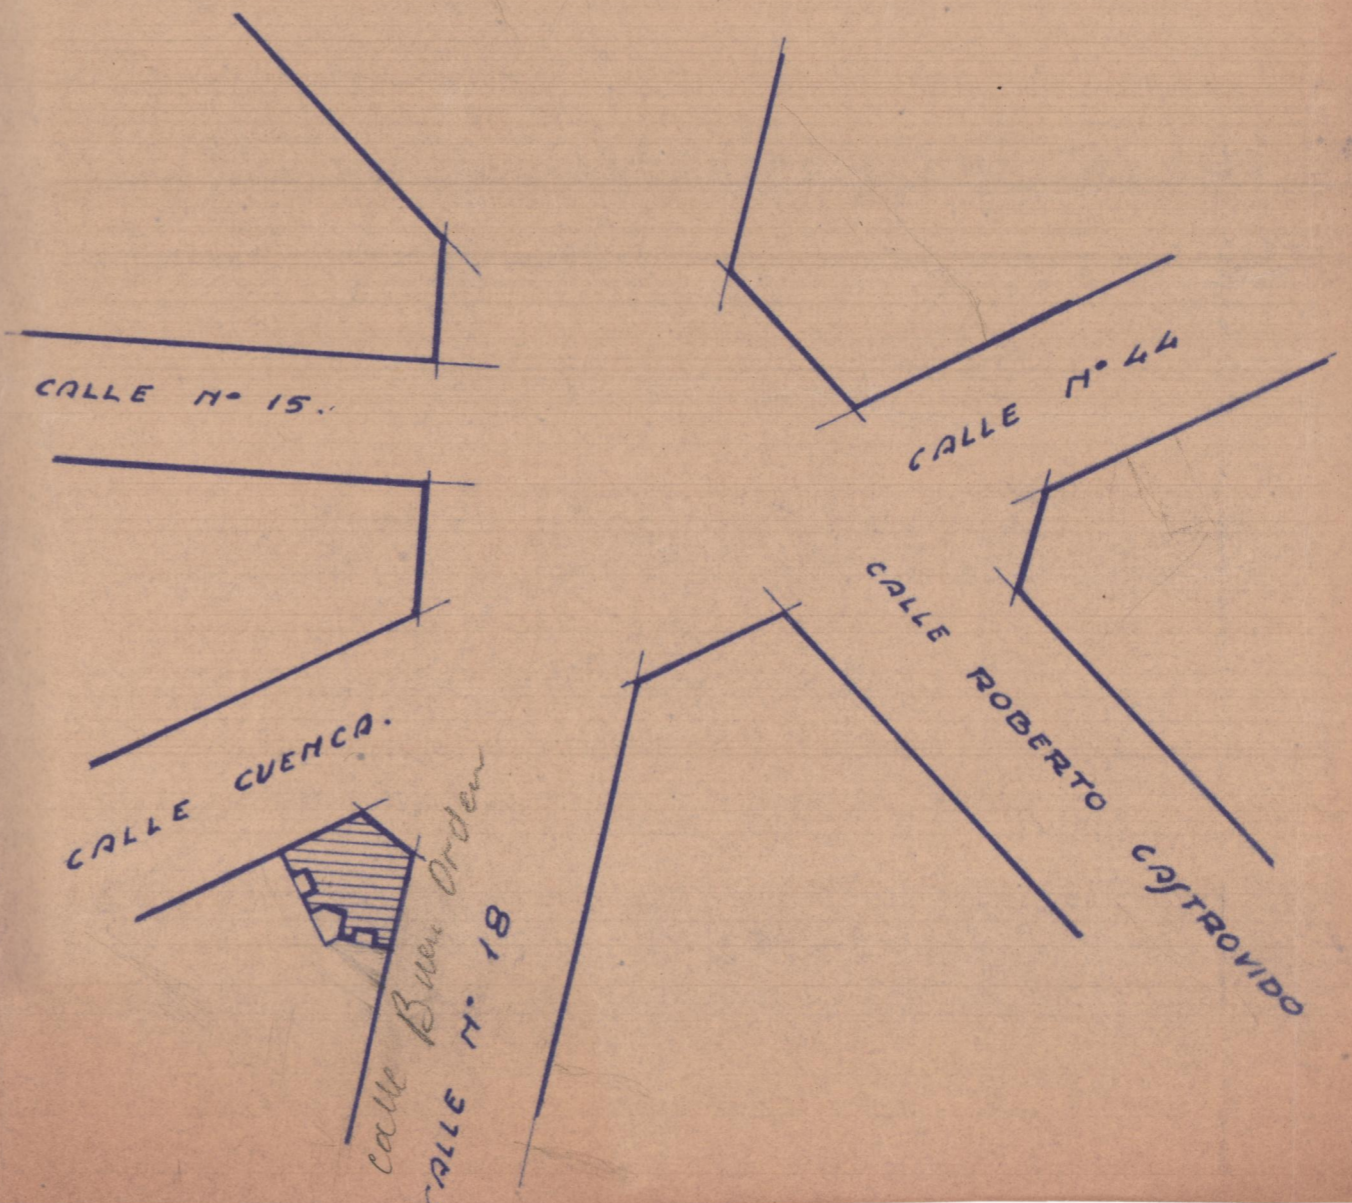 CALLE Nº 15.
CALLE Nº 44
CALLE ROBERTO CASTROVIDO
CALLE CUENCA.
calle Buen Orden
CALLE Nº 18